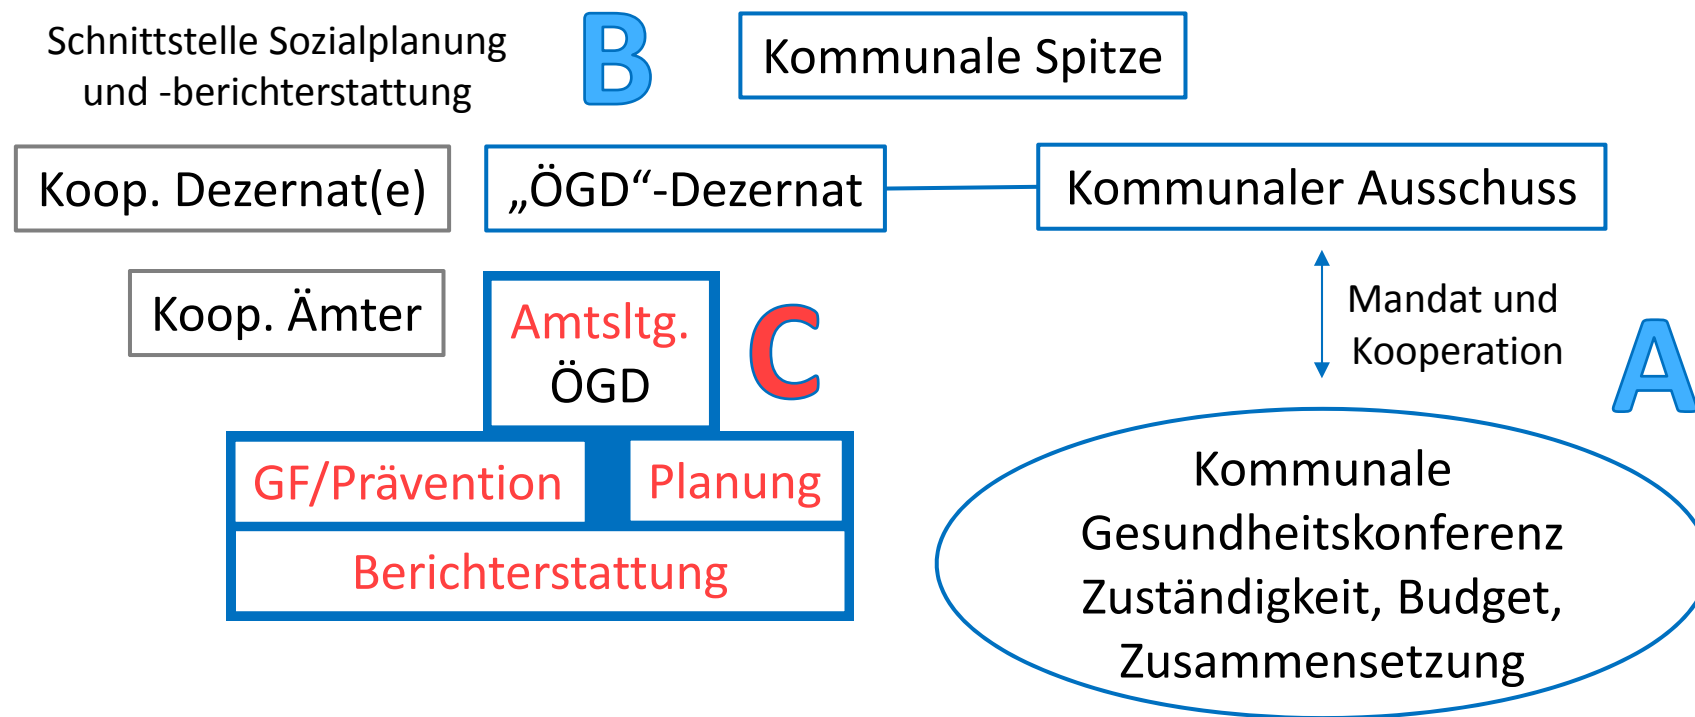 Schnittstelle Sozialplanung
und -berichterstattung
B
Kommunale Spitze
Koop. Dezernat(e)
„ÖGD“-Dezernat
Kommunaler Ausschuss
Koop. Ämter
Amtsltg.
ÖGD
C
Mandat und
Kooperation
A
GF/Prävention
Planung
Berichterstattung
Kommunale
Gesundheitskonferenz
Zuständigkeit, Budget,
Zusammensetzung